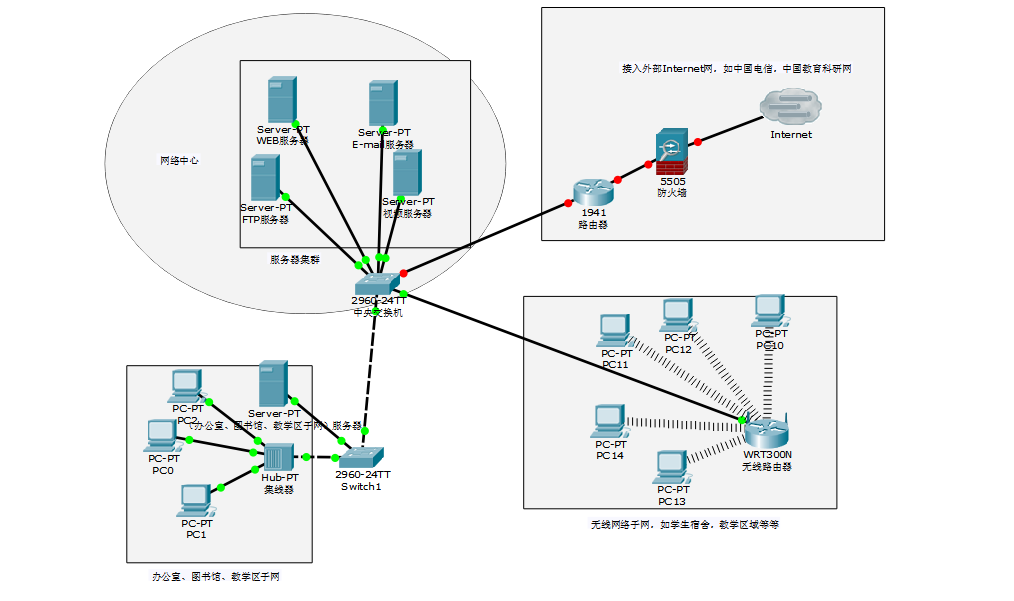 接入外部Internet网，如中国电信，中国教育科研网
Internet
5505
防火墙
1941
路由器
网络中心
Server-PT
WEB服务器
Server-PT
E-mail服务器
Server-PT
FTP服务器
Server-PT
视频服务器
服务器集群
2960-24TT
中央交换机
PC-PT
PC11
PC-PT
PC12
PC-PT
PC10
PC-PT
PC14
PC-PT
PC13
WRT300N
无线路由器
无线网络子网，如学生宿舍，教学区域等等
PC-PT
PC2
Server-PT
（办公室、图书馆、教学区子网）服务器
PC-PT
PC0
Hub-PT
集线器
2960-24TT
Switch1
PC-PT
PC1
办公室、图书馆、教学区子网